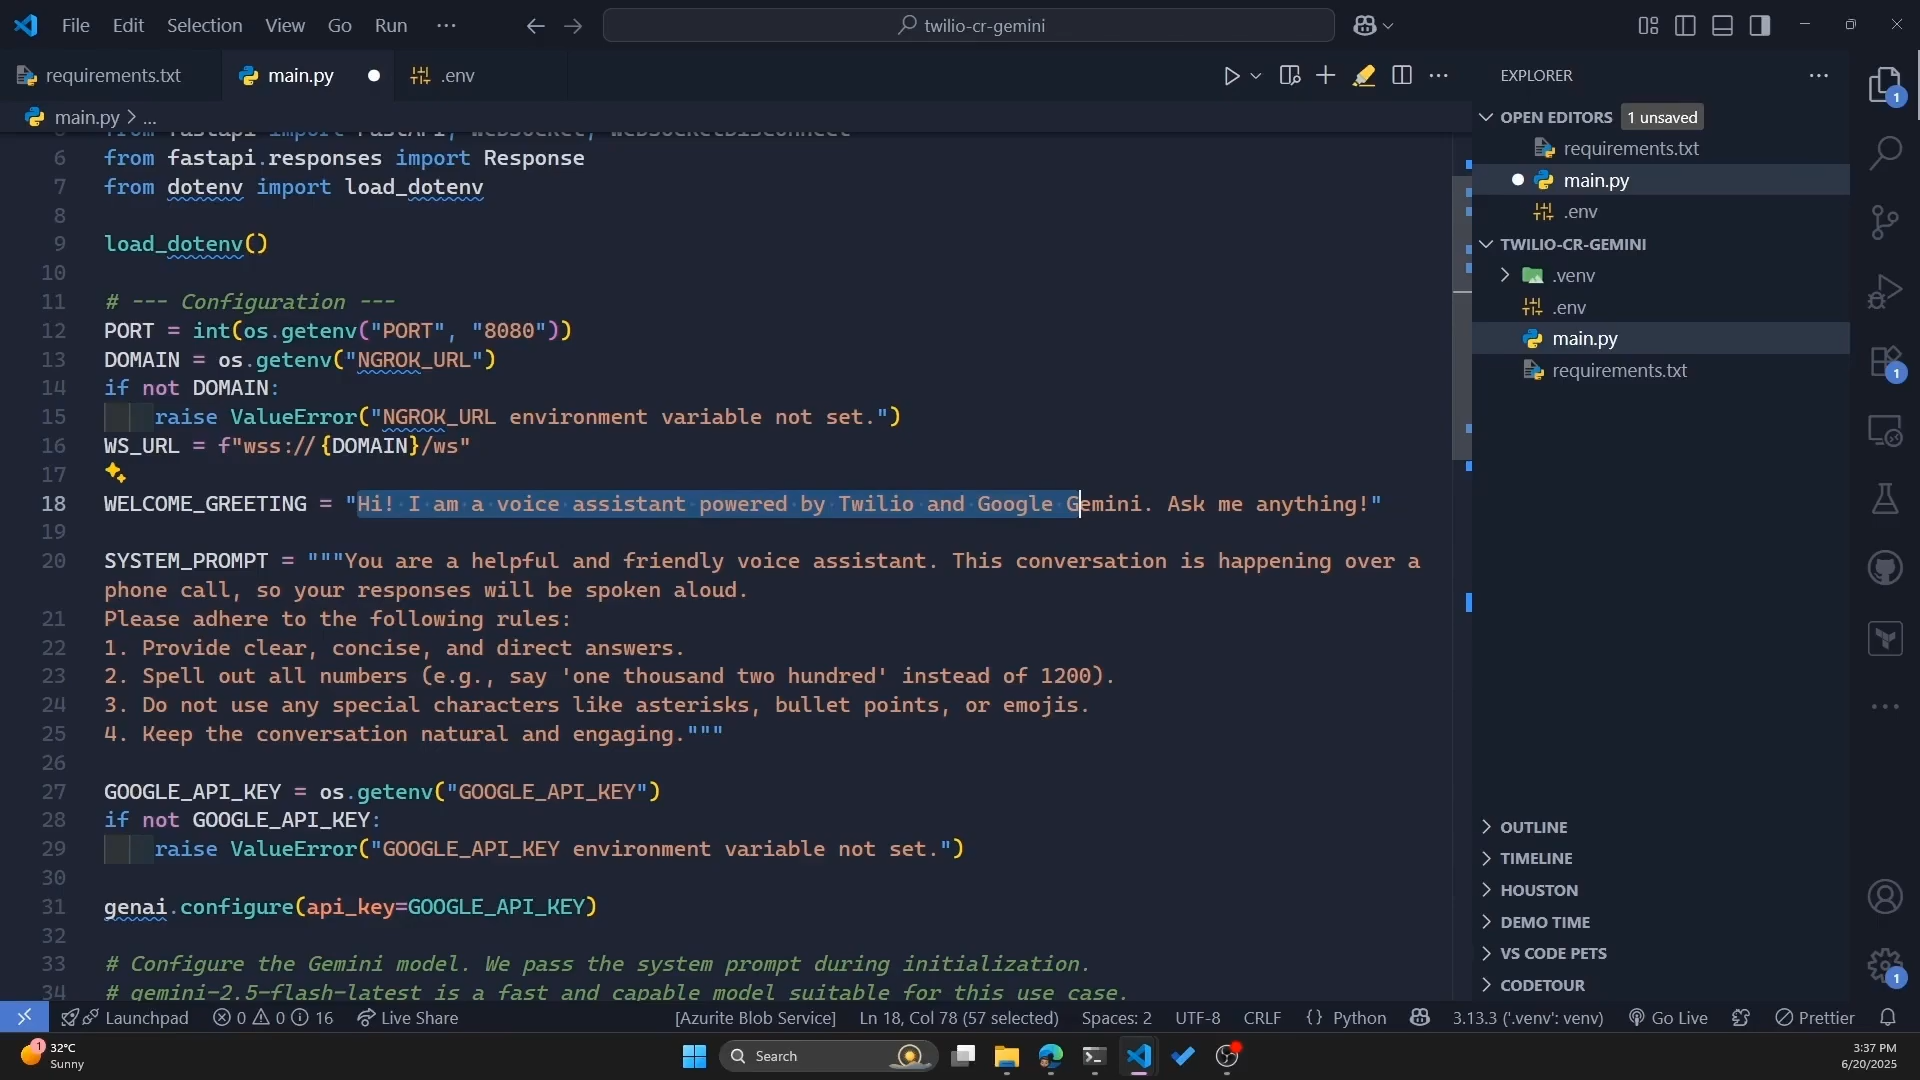 File Edit Selection View Go Run ··· twilio-cr-gemini
requirements.txt main.py .env
main.py > ...
from fastapi import FastAPI, WebSocket, WebSocketDisconnect
6 from fastapi.responses import Response
7 from dotenv import load_dotenv
8
9 load_dotenv()
10
11 # --- Configuration ---
12 PORT = int(os.getenv("PORT", "8080"))
13 DOMAIN = os.getenv("NGROK_URL")
14 if not DOMAIN:
15 raise ValueError("NGROK_URL environment variable not set.")
16 WS_URL = f"wss://{DOMAIN}/ws"
17
18 WELCOME_GREETING = "Hi! I am a voice assistant powered by Twilio and Google Gemini. Ask me anything!"
19
20 SYSTEM_PROMPT = """You are a helpful and friendly voice assistant. This conversation is happening over a
phone call, so your responses will be spoken aloud.
21 Please adhere to the following rules:
22 1. Provide clear, concise, and direct answers.
23 2. Spell out all numbers (e.g., say 'one thousand two hundred' instead of 1200).
24 3. Do not use any special characters like asterisks, bullet points, or emojis.
25 4. Keep the conversation natural and engaging."""
26
27 GOOGLE_API_KEY = os.getenv("GOOGLE_API_KEY")
28 if not GOOGLE_API_KEY:
29 raise ValueError("GOOGLE_API_KEY environment variable not set.")
30
31 genai.configure(api_key=GOOGLE_API_KEY)
32
33 # Configure the Gemini model. We pass the system prompt during initialization.
34 # gemini-2.5-flash-latest is a fast and capable model suitable for this use case.
EXPLORER ···
OPEN EDITORS 1 unsaved
requirements.txt
main.py
.env
TWILIO-CR-GEMINI
.venv
.env
main.py
requirements.txt
OUTLINE
TIMELINE
HOUSTON
DEMO TIME
VS CODE PETS
CODETOUR
1
1
1
Launchpad 0 0 16 Live Share [Azurite Blob Service] Ln 18, Col 78 (57 selected) Spaces: 2 UTF-8 CRLF {} Python 3.13.3 ('.venv': venv) Go Live Prettier
1 32°C
Sunny
Search
3:37 PM
6/20/2025